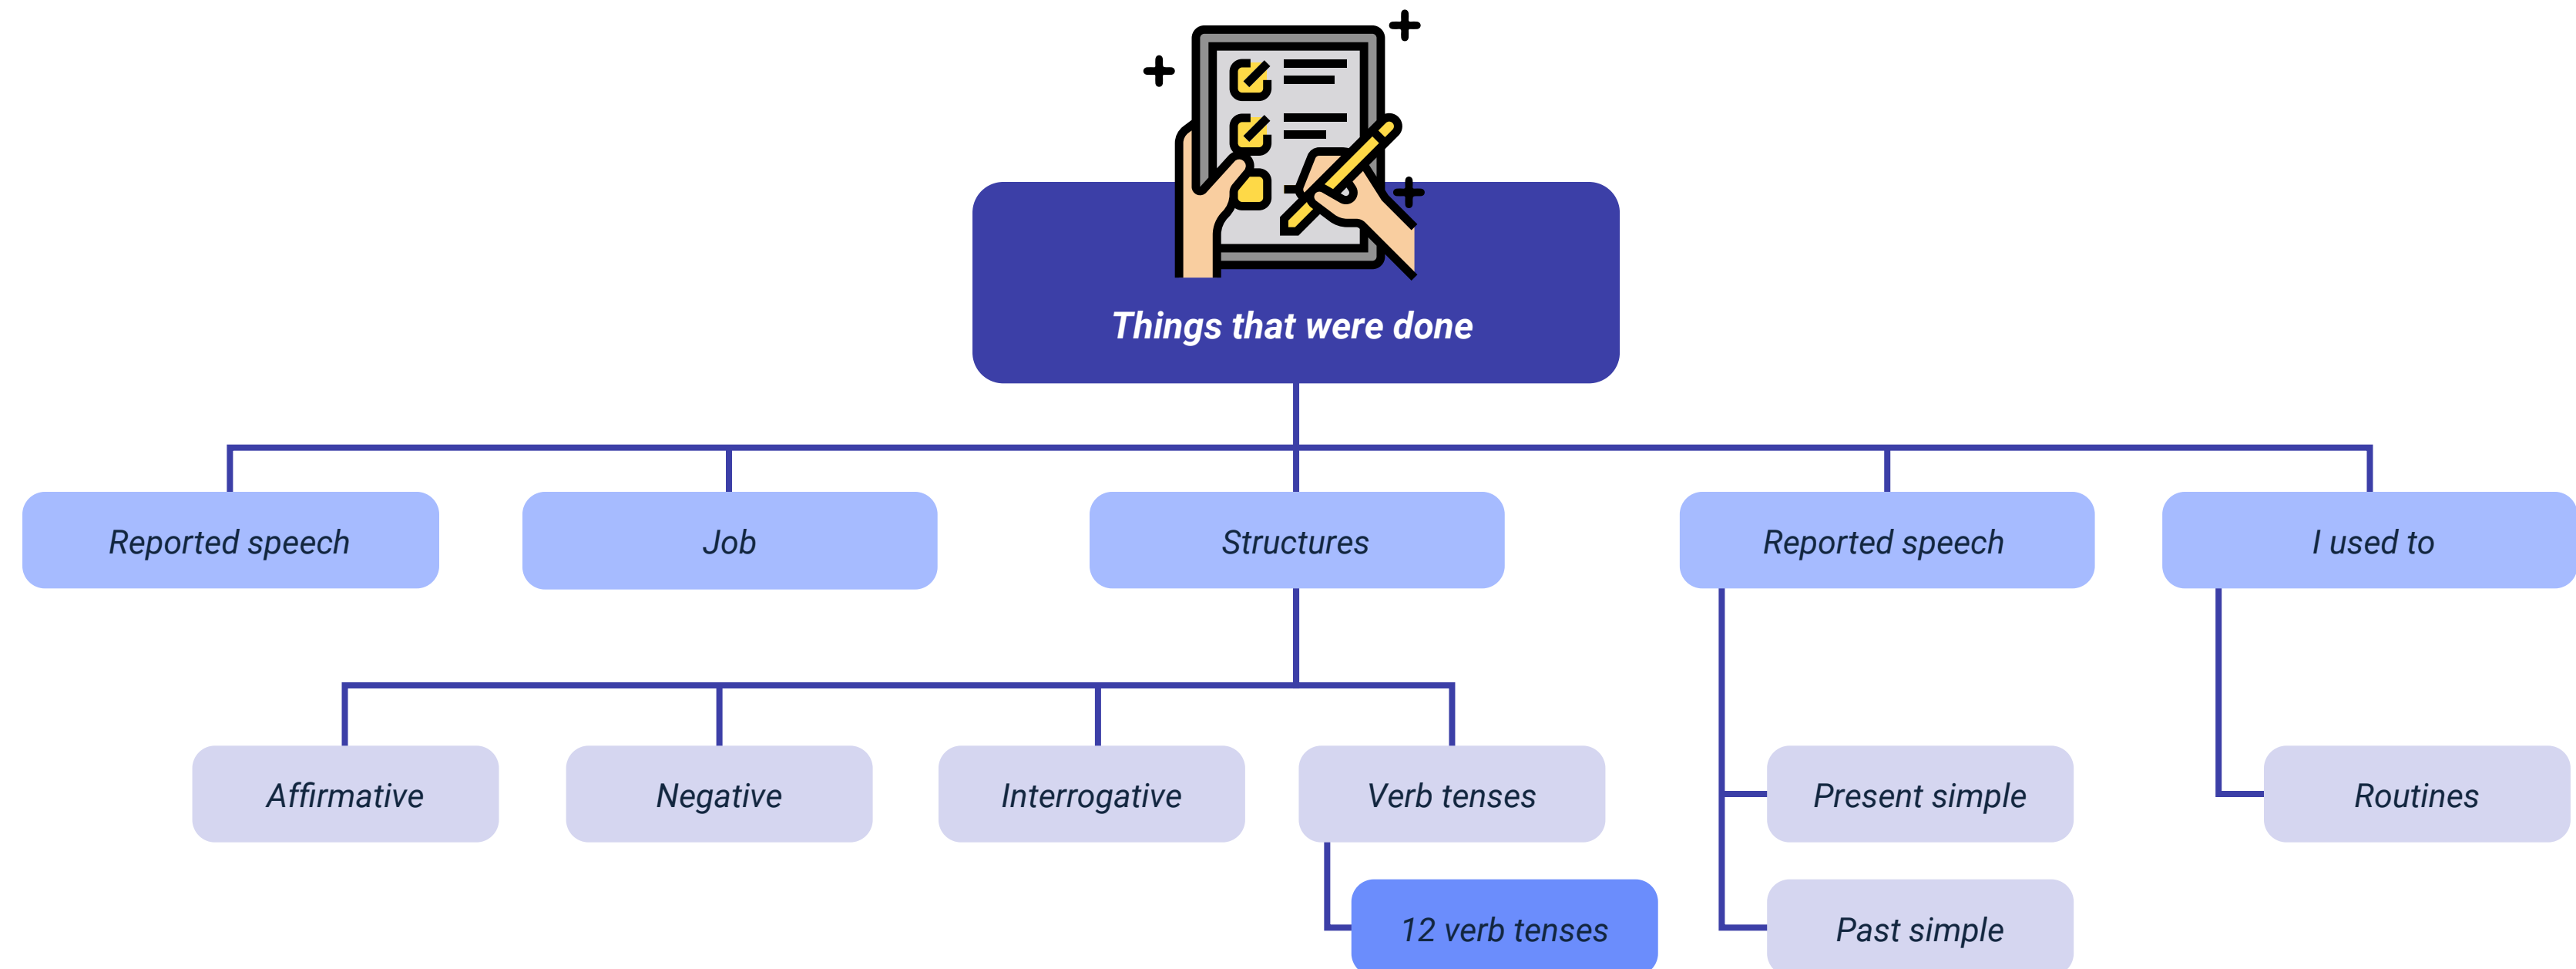 Things that were done
Reported speech
Job
Structures
Reported speech
I used to
Affirmative
Negative
Interrogative
Verb tenses
Present simple
Routines
12 verb tenses
Past simple